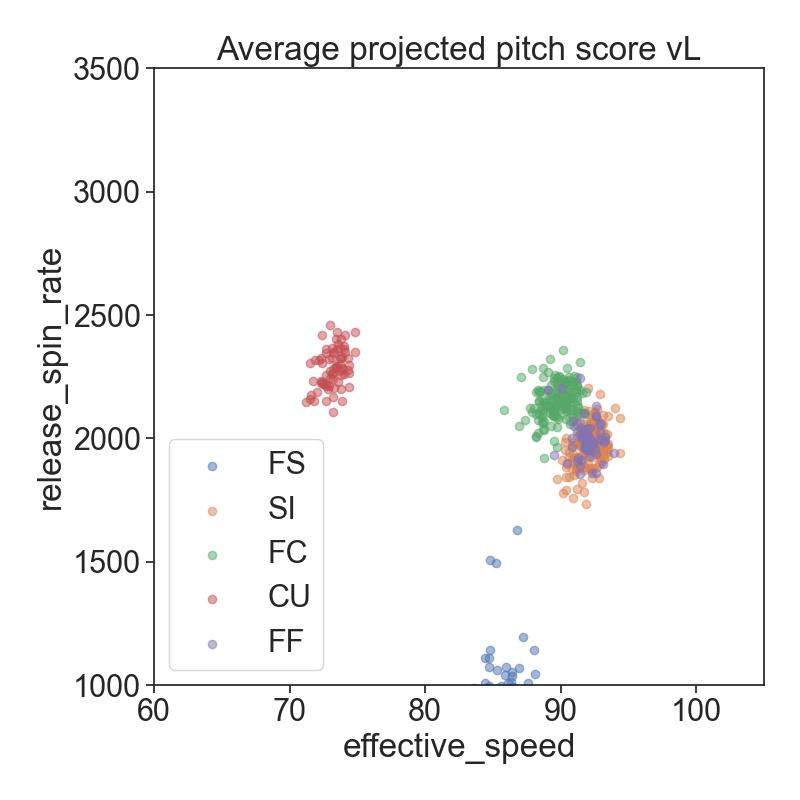 Average projected pitch score vL
3500
3000
2500
2000
1500
1000
release_spin_rate
FS
SI
FC
CU
FF
60
70
80
90
100
effective_speed